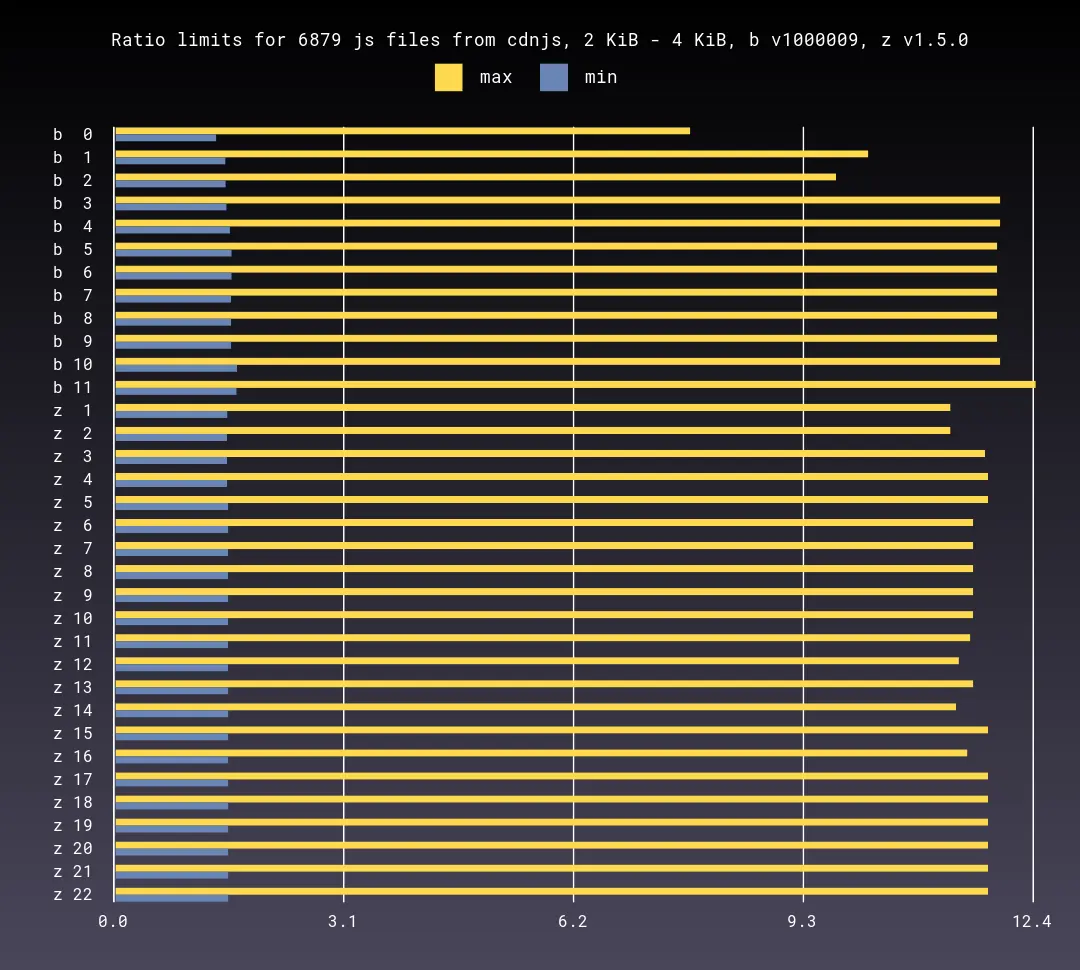 Ratio limits for 6879 js files from cdnjs, 2 KiB - 4 KiB, b v1000009, z v1.5.0
max min
b 0
b 1
b 2
b 3
b 4
b 5
b 6
b 7
b 8
b 9
b 10
b 11
z 1
z 2
z 3
z 4
z 5
z 6
z 7
z 8
z 9
z 10
z 11
z 12
z 13
z 14
z 15
z 16
z 17
z 18
z 19
z 20
z 21
z 22
0.0 3.1 6.2 9.3 12.4